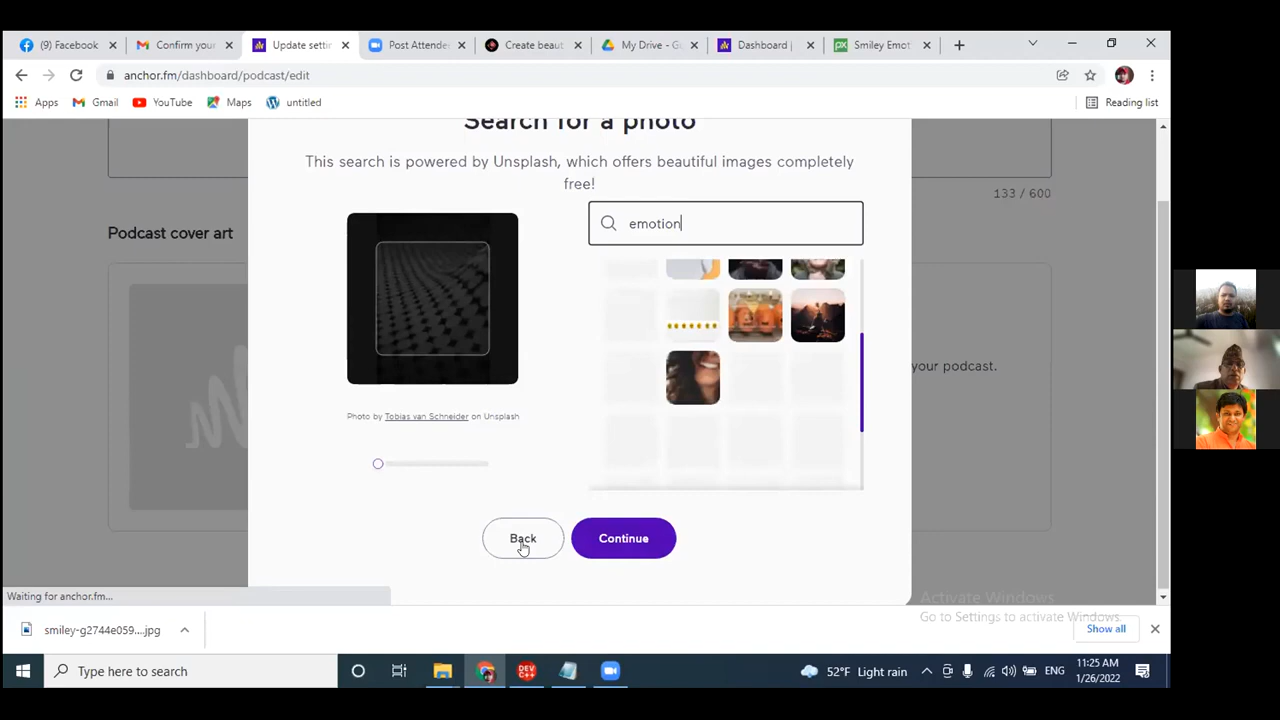 (9) Facebook
Confirm your
Update setti
Post Attende
Create beaut
My Drive - G
Dashboard
Smiley Emot
anchor.fm/dashboard/podcast/edit
Apps
Gmail
YouTube
Maps
untitled
Reading list
Search for a photo
This search is powered by Unsplash, which offers beautiful images completely
free!
133 / 600
emotion
Podcast cover art
your podcast.
Photo by Tobias van Schneider on Unsplash
Back
Continue
Waiting for anchor.fm...
Activate Windows
Go to Settings to activate Windows.
smiley-g2744e059....jpg
Show all
Type here to search
DEV
C++
52°F Light rain
ENG
11:25 AM
1/26/2022